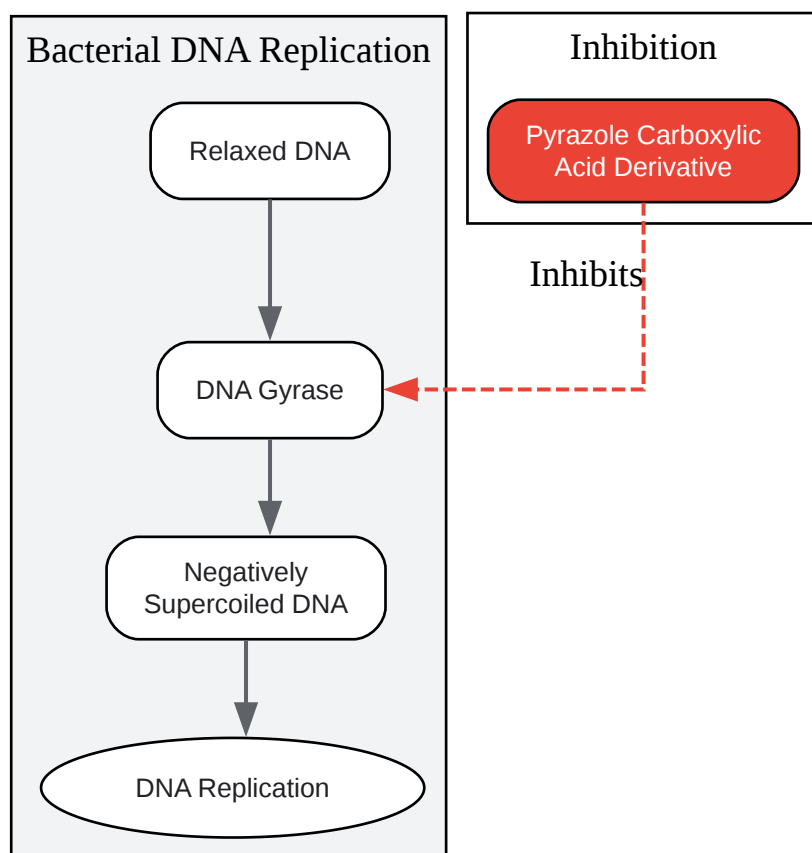 Bacterial DNA Replication
Relaxed DNA
DNA Gyrase
Negatively
Supercoiled DNA
DNA Replication
Inhibition
Pyrazole Carboxylic
Acid Derivative
Inhibits